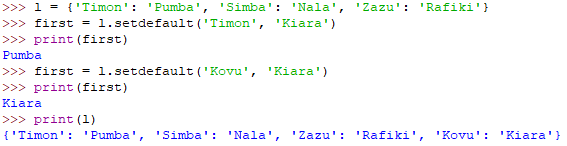 >>> l = {'Timon': 'Pumba', 'Simba': 'Nala', 'Zazu': 'Rafiki'}
>>> first = l.setdefault('Timon', 'Kiara')
>>> print(first)
Pumba
>>> first = l.setdefault('Kovu', 'Kiara')
>>> print(first)
Kiara
>>> print(l)
{'Timon': 'Pumba', 'Simba': 'Nala', 'Zazu': 'Rafiki', 'Kovu': 'Kiara'}